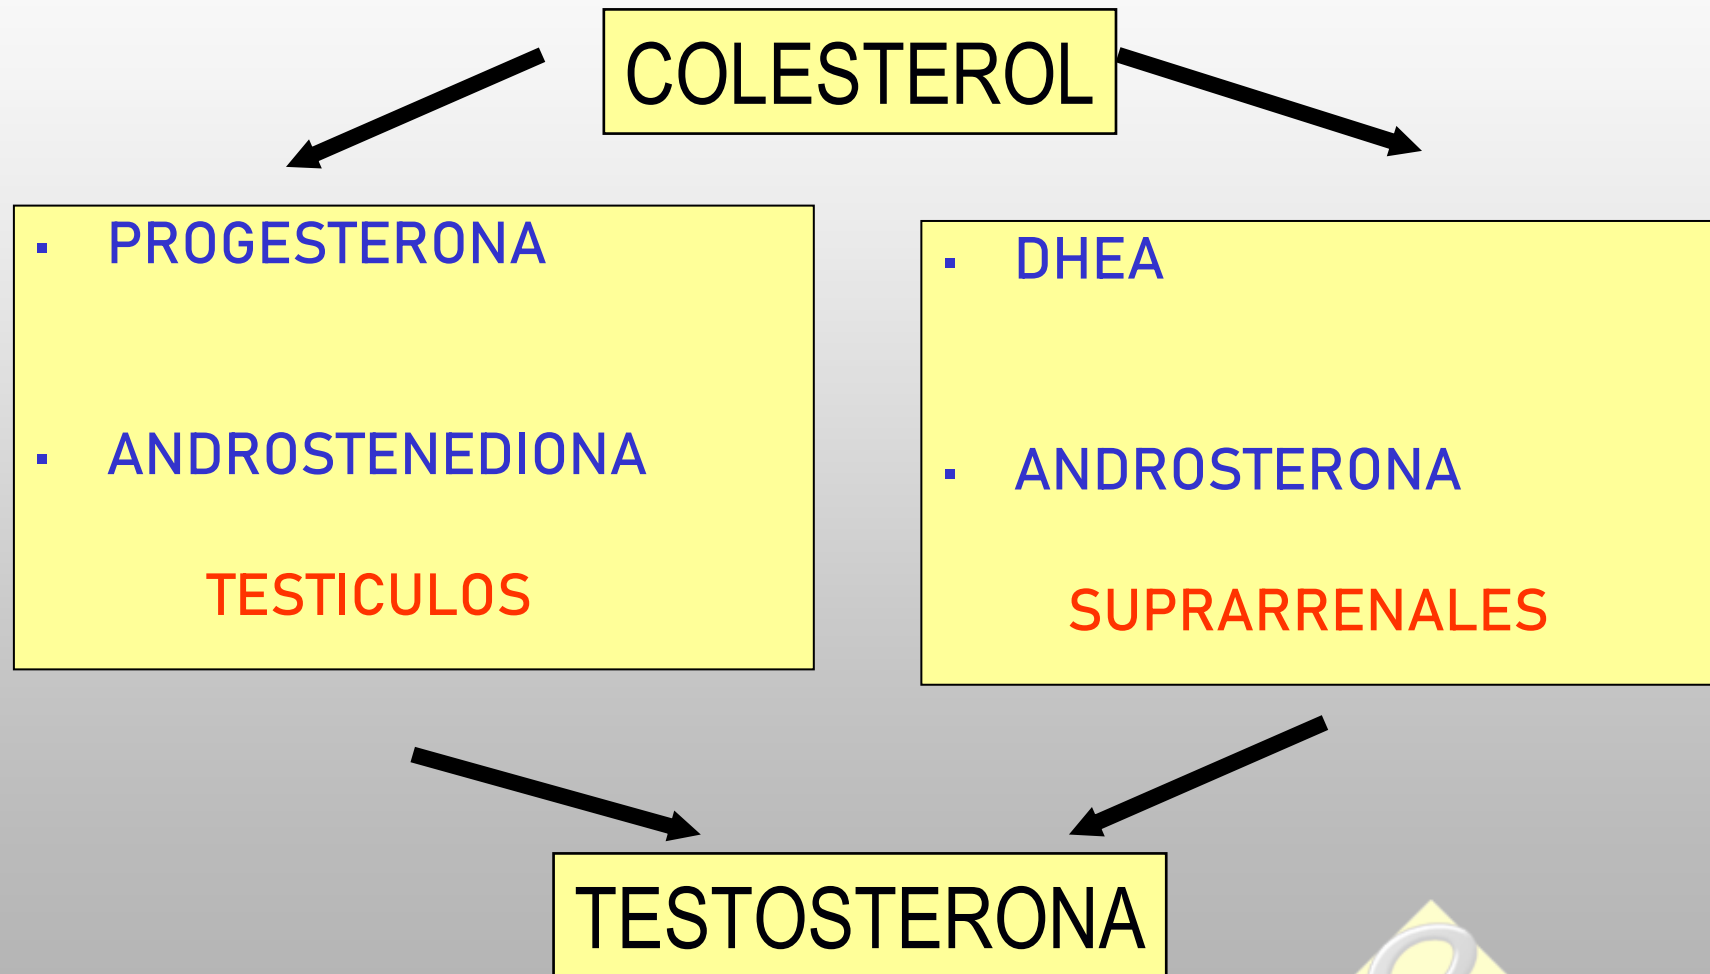 COLESTEROL
▪ PROGESTERONA
▪ ANDROSTENEDIONA
TESTICULOS
▪ DHEA
▪ ANDROSTERONA
SUPRARRENALES
TESTOSTERONA